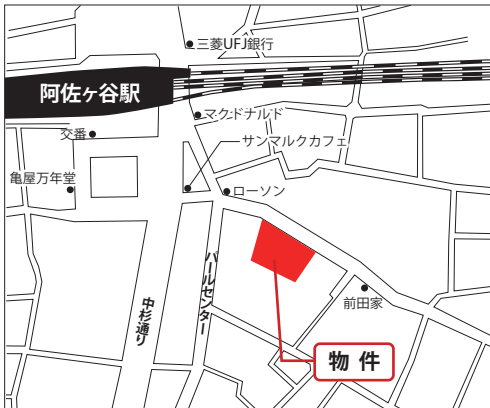 三菱UFJ銀行
阿佐ヶ谷駅
マクドナルド
交番
サンマルクカフェ
亀屋万年堂
ローソン
パールセンター
中杉通り
前田家
物件